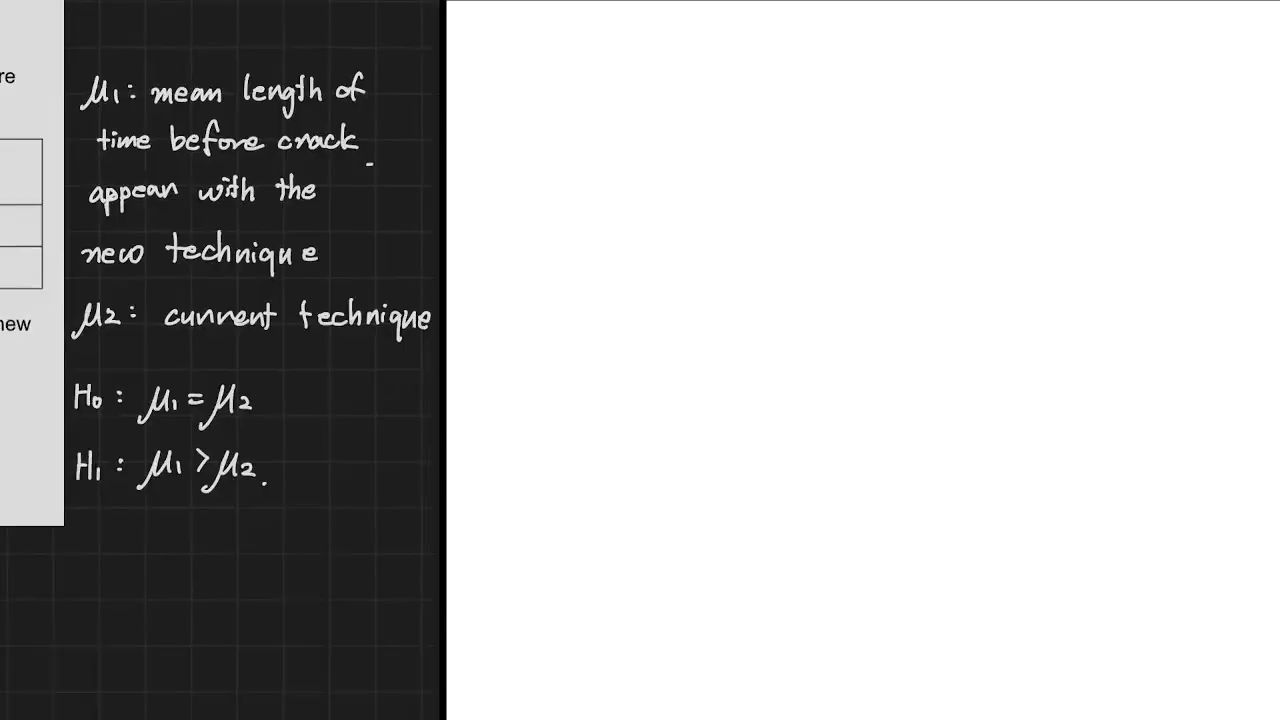 re
μ1: mean length of
time before crack
appear with the
new technique
new
μ2: current technique
H0: μ1 = μ2
H1: μ1 > μ2.